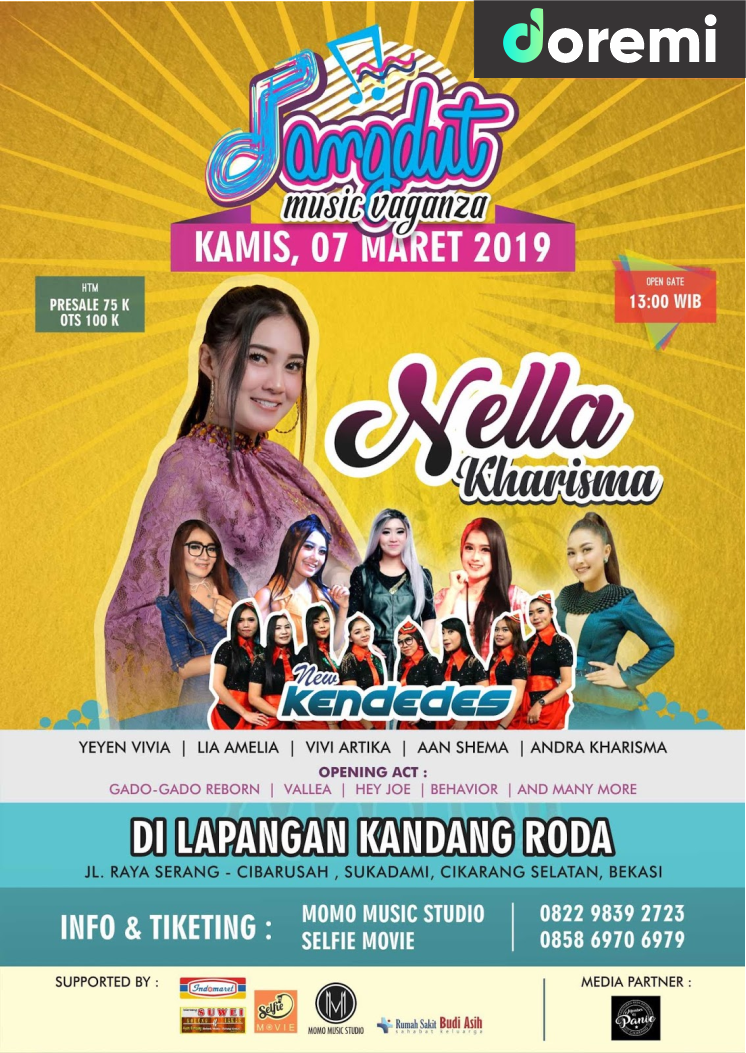 doremi
Dangdut
music vaganza
KAMIS, 07 MARET 2019
HTM
PRESALE 75 K
OTS 100 K
OPEN GATE
13:00 WIB
Nella
Kharisma
New
KENDEDES
YEYEN VIVIA | LIA AMELIA | VIVI ARTIKA | AAN SHEMA | ANDRA KHARISMA
OPENING ACT :
GADO-GADO REBORN | VALLEA | HEY JOE | BEHAVIOR | AND MANY MORE
DI LAPANGAN KANDANG RODA
JL. RAYA SERANG - CIBARUSAH , SUKADAMI, CIKARANG SELATAN, BEKASI
INFO & TIKETING :
MOMO MUSIC STUDIO | 0822 9839 2723
SELFIE MOVIE | 0858 6970 6979
SUPPORTED BY :
MEDIA PARTNER :
Indomaret
SUWEI
Selfie
MOVIE
MOMO MUSIC STUDIO
Rumah Sakit Budi Asih
sahabat keluarga
Panic